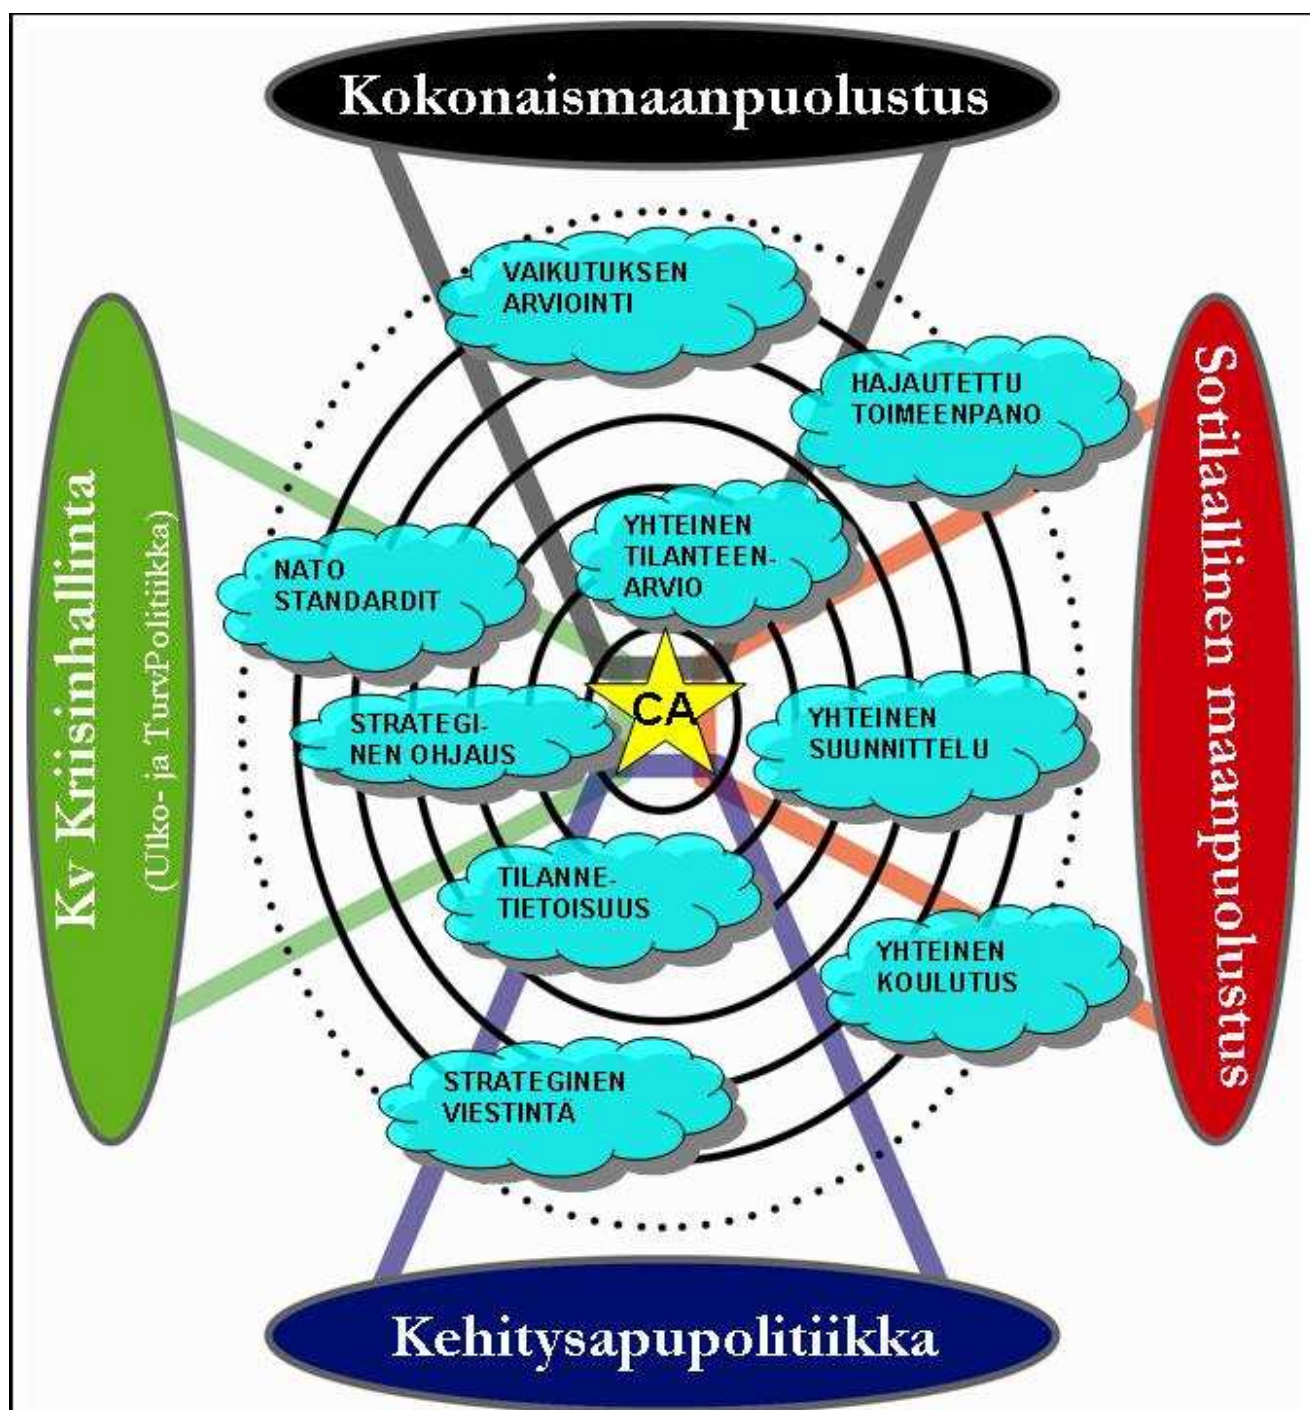 Kokonaismaanpuolustus
VAIKUTUKSEN
ARVIOINTI
HAJAUTETTU
TOIMEENPANO
Kv Kriisinhallinta
(Ulko- ja TurvPolitiikka)
Sotilaallinen maanpuolustus
YHTEINEN
TILANTEEN-
ARVIO
NATO
STANDARDIT
STRATEGI-
NEN OHJAUS
CA
YHTEINEN
SUUNNITTELU
TILANNE-
TIETOISUUS
YHTEINEN
KOULUTUS
STRATEGINEN
VIESTINTÄ
Kehitysapupolitiikka